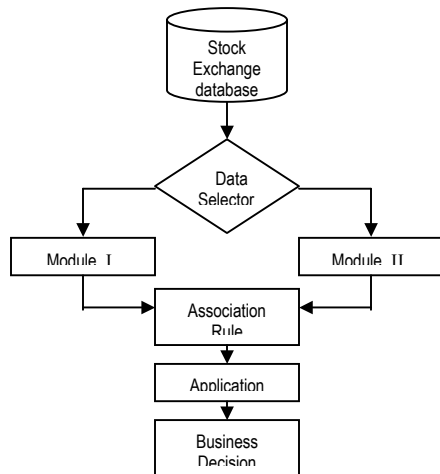 Stock
Exchange
database
Data
Selector
Module I
Module II
Association
Rule
Application
Business
Decision